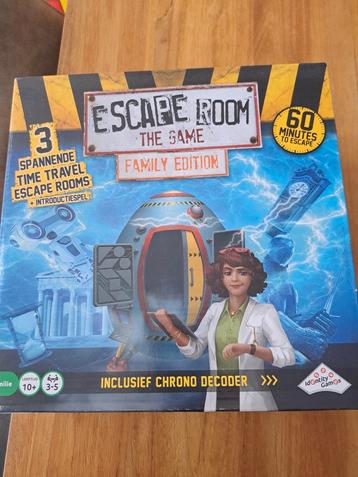 ESCAPE ROOM
THE GAME
FAMILY EDITION
3
SPANNENDE
TIME TRAVEL
ESCAPE ROOMS
+ INTRODUCTIESPEL
60
MINUTES
TO ESCAPE
INCLUSIEF CHRONO DECODER >>>
10+
3-5
Identity
Games